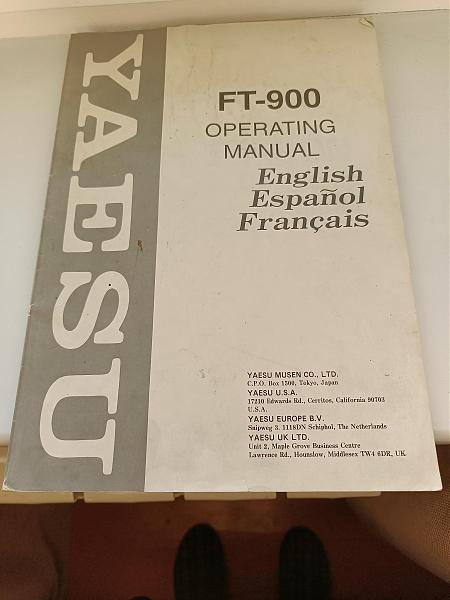 YAESU
FT-900
OPERATING
MANUAL
English
Español
Français
YAESU MUSEN CO., LTD.
C.P.O. Box 1500, Tokyo, Japan
YAESU U.S.A.
17210 Edwards Rd., Cerritos, California 90703
U.S.A.
YAESU EUROPE B.V.
Snipweg 3, 1118DN Schiphol, The Netherlands
YAESU UK LTD.
Unit 2, Maple Grove Business Centre
Lawrence Rd., Hounslow, Middlesex TW4 6DR, UK